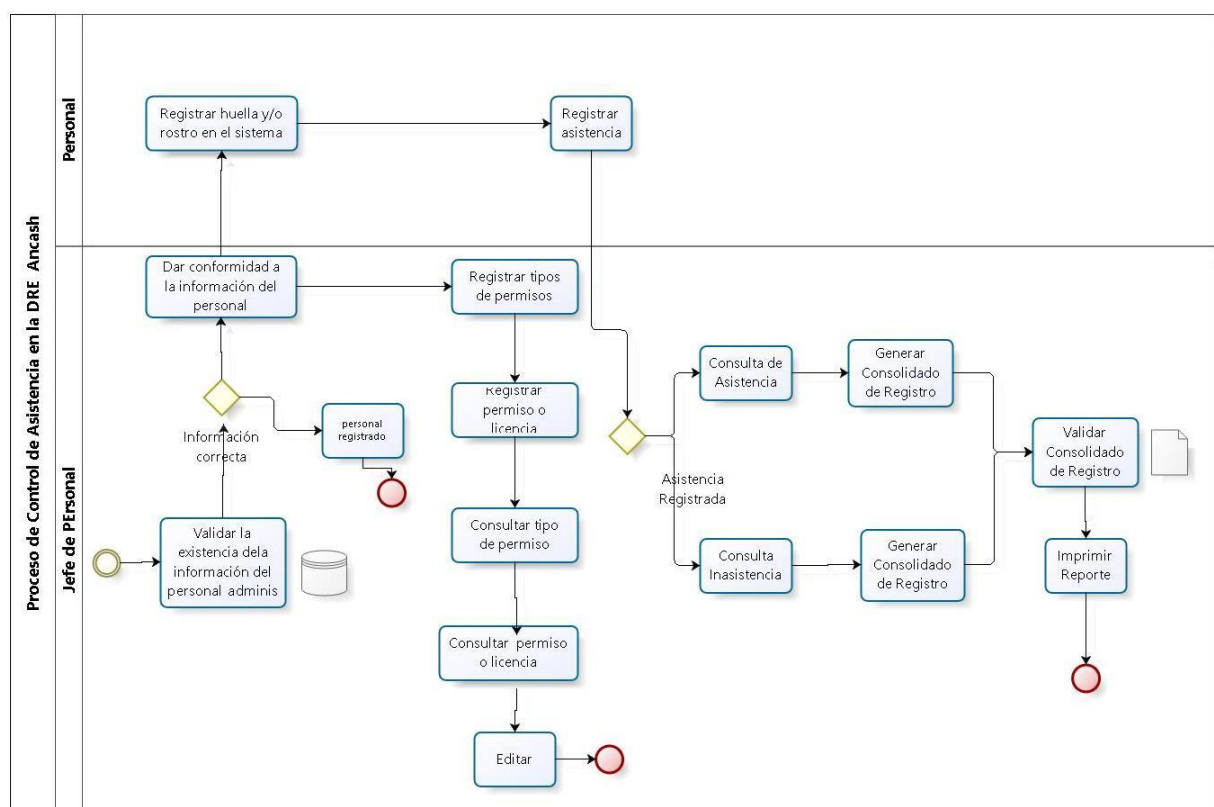 Proceso de Control de Asistencia en la DRE Ancash
Personal
Registrar huella y/o
rostro en el sistema
Registrar
asistencia
Jefe de PErsonal
Dar conformidad a
la información del
personal
Registrar tipos
de permisos
Información
correcta
personal
registrado
Validar la
existencia dela
información del
personal adminis
Registrar
permiso o
licencia
Consultar tipo
de permiso
Consultar permiso
o licencia
Editar
Asistencia
Registrada
Consulta de
Asistencia
Generar
Consolidado
de Registro
Consulta
Inasistencia
Generar
Consolidado
de Registro
Validar
Consolidado
de Registro
Imprimir
Reporte